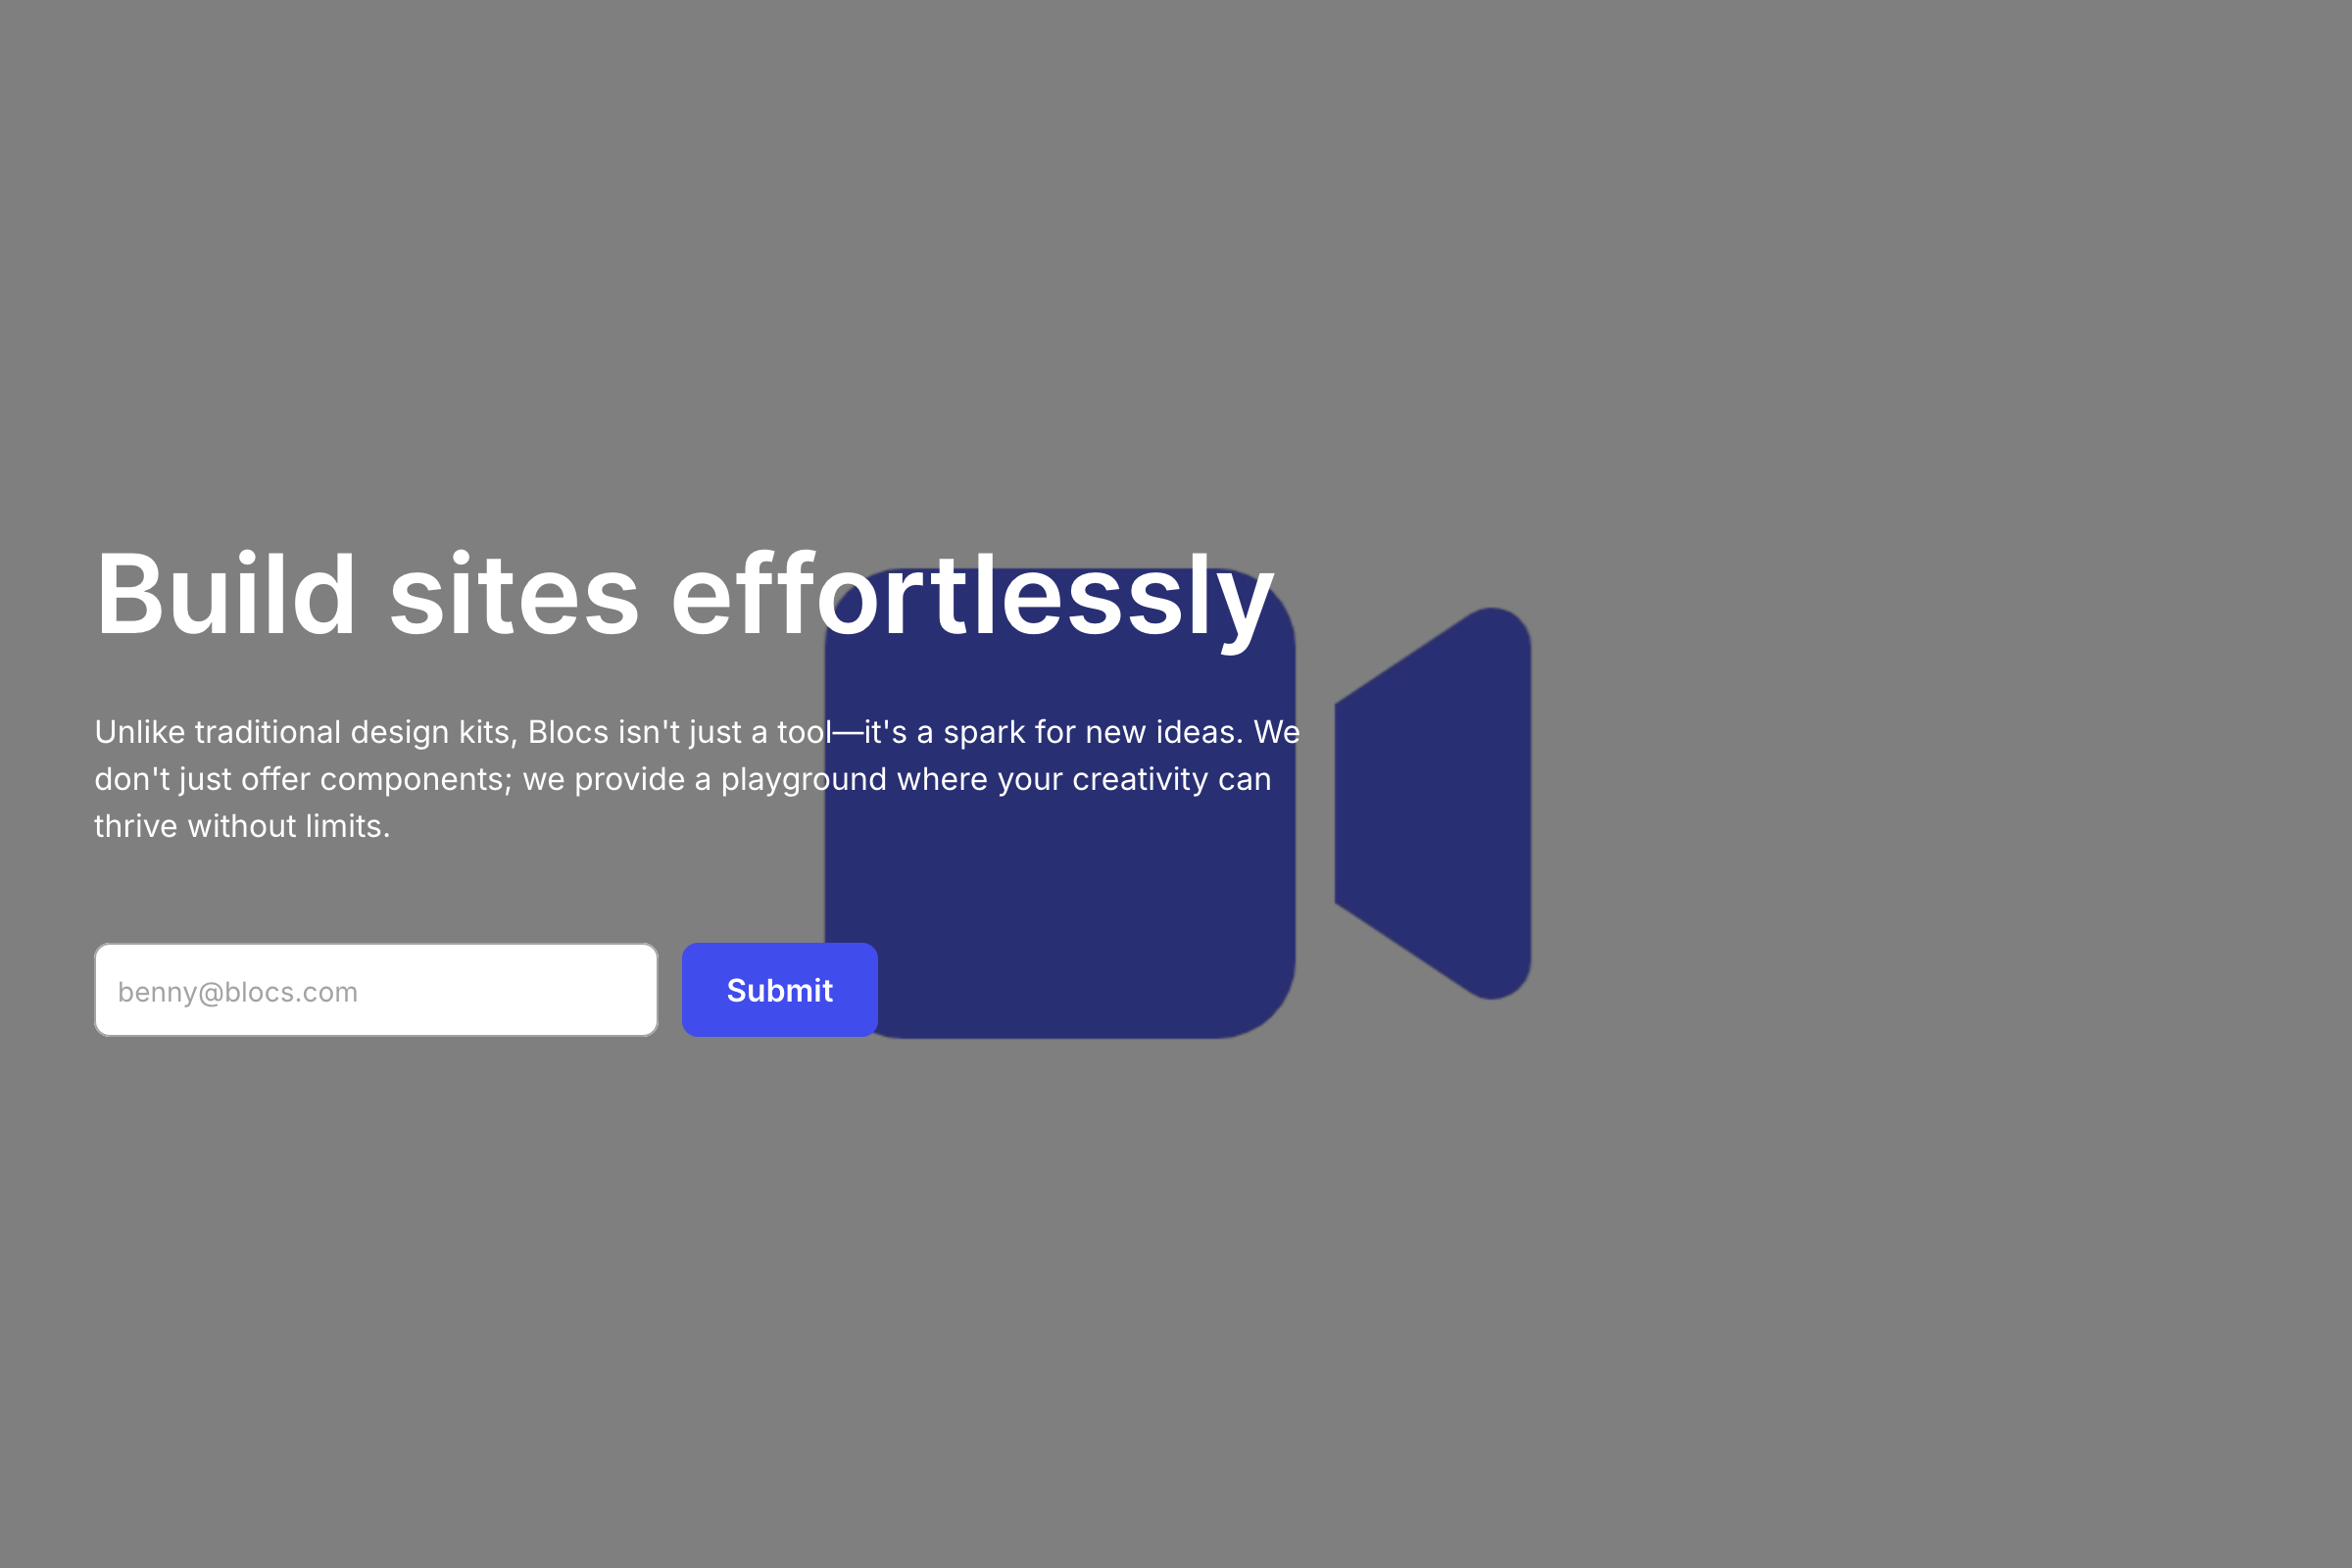 Build sites effortlessly
Unlike traditional design kits, Blocs isn't just a tool—it's a spark for new ideas. We
don't just offer components; we provide a playground where your creativity can
thrive without limits.
benny@blocs.com
Submit